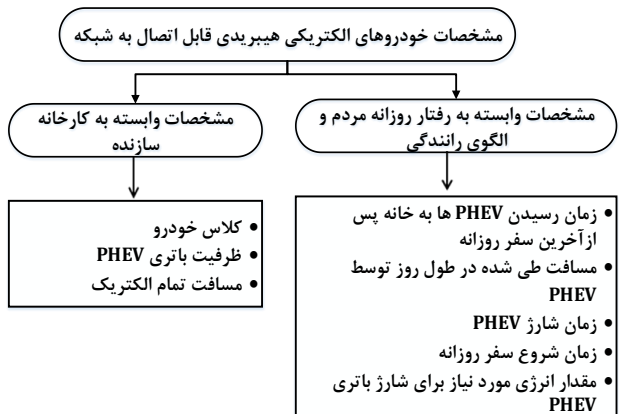 مشخصات خودروهای الکتریکی هیبریدی قابل اتصال به شبکه
مشخصات وابسته به رفتار روزانه مردم و
الگوی رانندگی
مشخصات وابسته به کارخانه
سازنده
• زمان رسیدن PHEV ها به خانه پس
ازآخرین سفر روزانه
• مسافت طی شده در طول روز توسط
PHEV
• زمان شارژ PHEV
• زمان شروع سفر روزانه
• مقدار انرژی مورد نیاز برای شارژ باتری
PHEV
• کلاس خودرو
• ظرفیت باتری PHEV
• مسافت تمام الکتریک